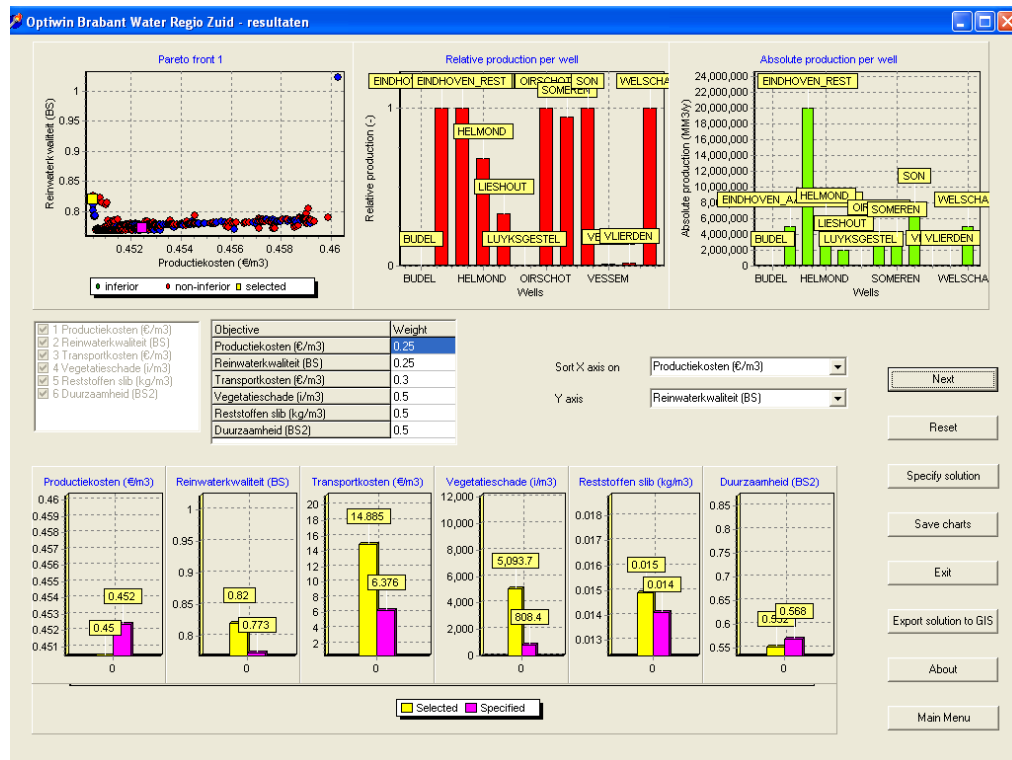 Optiwin Brabant Water Regio Zuid - resultaten
Pareto front 1
Reinwaterkwaliteit (BS)
1
0.95
0.9
0.85
0.8
0.452
0.454
0.456
0.458
0.46
Productiekosten (€/m3)
inferior
non-inferior
selected
Relative production per well
Relative production (-)
1
0
EINDHOVEN_REST
SOMEREN
SON
WELSCHA
HELMOND
LIESHOUT
BUDEL
LUYKSGESTEL
VLIERDEN
BUDEL
HELMOND
OIRSCHOT
VESSEM
Wells
Absolute production per well
Absolute production (MM3/y)
24,000,000
22,000,000
20,000,000
18,000,000
16,000,000
14,000,000
12,000,000
10,000,000
8,000,000
6,000,000
4,000,000
2,000,000
0
EINDHOVEN_REST
SON
HELMOND
WELSCHA
SOMEREN
LIESHOUT
BUDEL
LUYKSGESTEL
VLIERDEN
BUDEL
HELMOND
SOMEREN
WELSCHA
Wells
1 Productiekosten (€/m3)
2 Reinwaterkwaliteit (BS)
3 Transportkosten (€/m3)
4 Vegetatieschade (i/m3)
5 Reststoffen slib (kg/m3)
6 Duurzaamheid (BS2)
Objective Weight
Productiekosten (€/m3) 0.25
Reinwaterkwaliteit (BS) 0.25
Transportkosten (€/m3) 0.3
Vegetatieschade (i/m3) 0.5
Reststoffen slib (kg/m3) 0.5
Duurzaamheid (BS2) 0.5
Sort X axis on Productiekosten (€/m3)
Y axis Reinwaterkwaliteit (BS)
Next
Reset
Specify solution
Save charts
Exit
Export solution to GIS
About
Main Menu
Productiekosten (€/m3)
0.46
0.459
0.458
0.457
0.456
0.455
0.454
0.453
0.452
0.451
0.452
0.45
0
Reinwaterkwaliteit (BS)
1
0.95
0.9
0.85
0.8
0.82
0.773
0
Transportkosten (€/m3)
20
18
16
14
12
10
8
6
4
2
14.885
6.376
0
Vegetatieschade (i/m3)
12,000
10,000
8,000
6,000
4,000
2,000
0
5,093.7
808.4
0
Reststoffen slib (kg/m3)
0.018
0.017
0.016
0.015
0.014
0.013
0.015
0.014
0
Duurzaamheid (BS2)
0.85
0.8
0.75
0.7
0.65
0.6
0.55
0.568
0
Selected
Specified